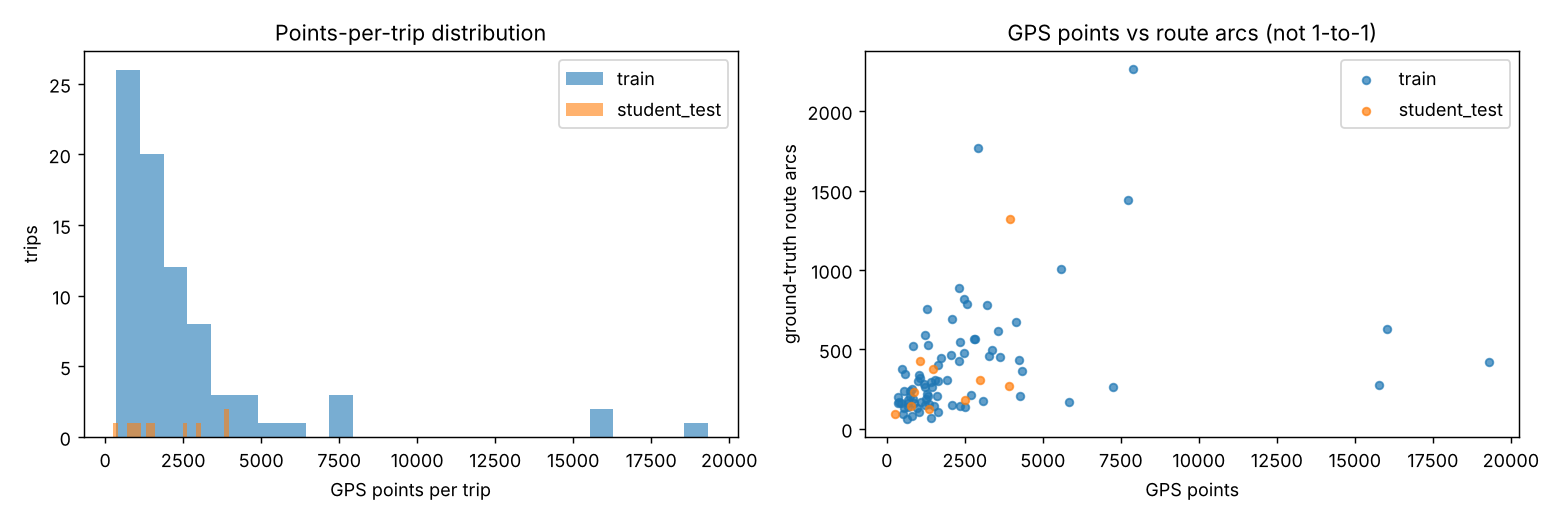 Points-per-trip distribution
train
student_test
25
20
15
10
5
0
trips
0 2500 5000 7500 10000 12500 15000 17500 20000
GPS points per trip
GPS points vs route arcs (not 1-to-1)
train
student_test
2000
1500
1000
500
0
ground-truth route arcs
0 2500 5000 7500 10000 12500 15000 17500 20000
GPS points